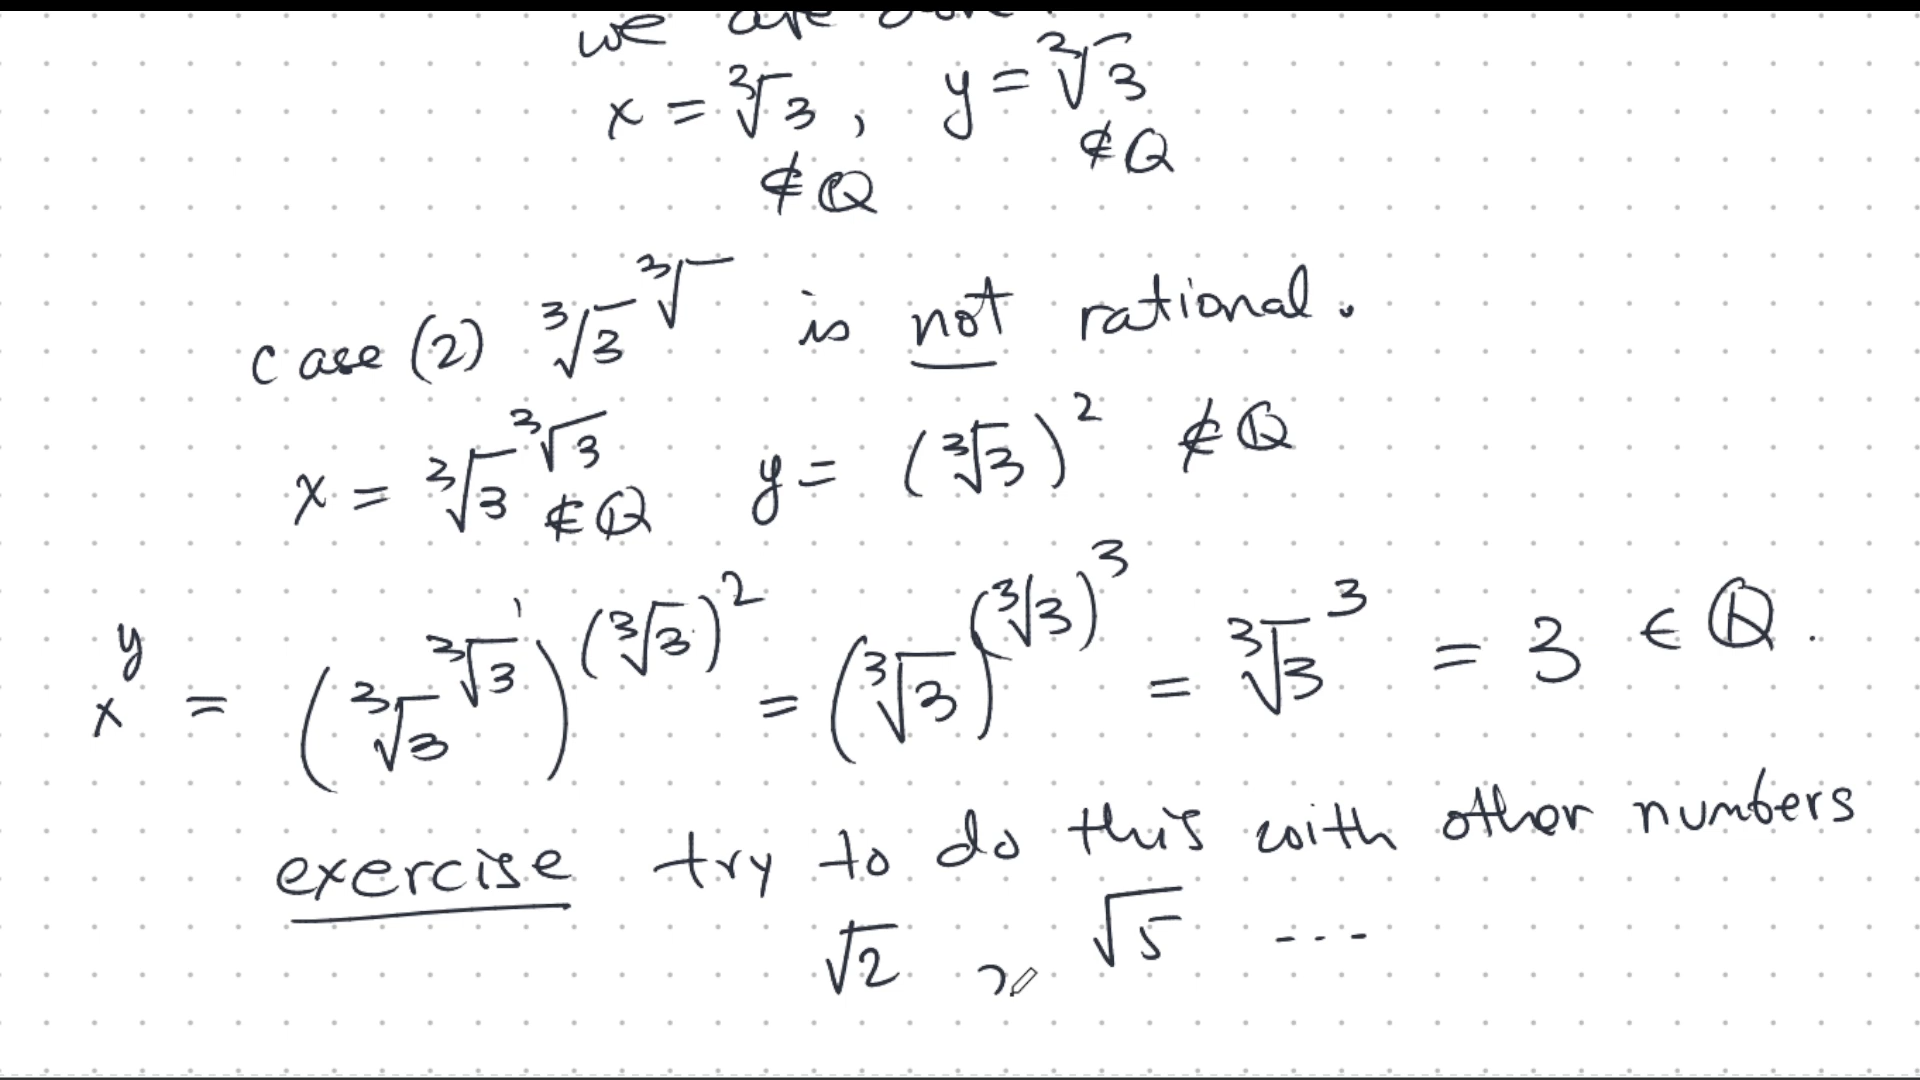 we are
x = ∛3 , y = ∛3
∉ Q ∉ Q
case (2) ∛3^∛ is not rational.
x = ∛3^∛3 ∉ Q y = (∛3)² ∉ Q
x^y = (∛3^∛3')^(∛3)² = (∛3)^(∛3)³ = ∛3³ = 3 ∈ Q.
exercise try to do this with other numbers
√2 , √5 ---